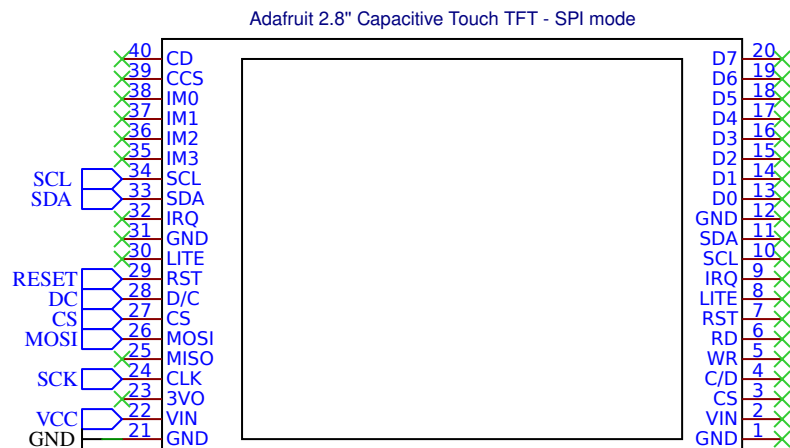 Adafruit 2.8" Capacitive Touch TFT - SPI mode
40 CD D7 20
39 CCS D6 19
38 IM0 D5 18
37 IM1 D4 17
36 IM2 D3 16
35 IM3 D2 15
SCL 34 SCL D1 14
SDA 33 SDA D0 13
32 IRQ GND 12
31 GND SDA 11
30 LITE SCL 10
RESET 29 RST IRQ 9
DC 28 D/C LITE 8
CS 27 CS RST 7
MOSI 26 MOSI RD 6
25 MISO WR 5
SCK 24 CLK C/D 4
23 3VO CS 3
VCC 22 VIN VIN 2
GND 21 GND GND 1